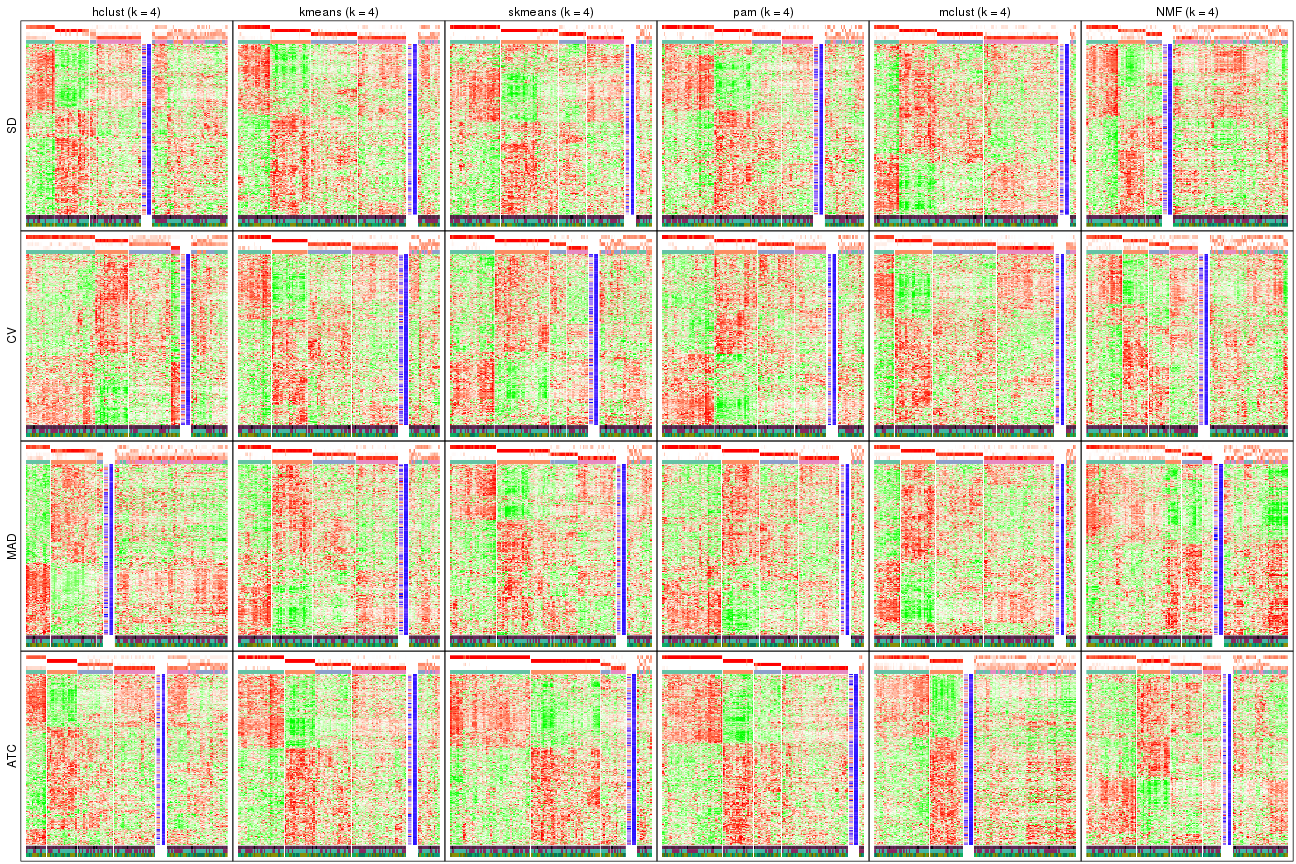 hclust (k = 4)
kmeans (k = 4)
skmeans (k = 4)
pam (k = 4)
mclust (k = 4)
NMF (k = 4)
SD
CV
MAD
ATC